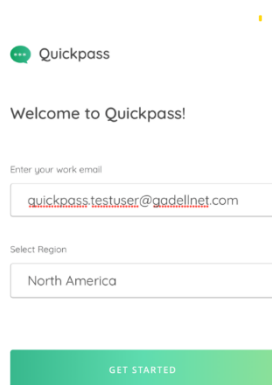 Quickpass
Welcome to Quickpass!
Enter your work email
quickpass.testuser@gadellnet.com
Select Region
North America
GET STARTED